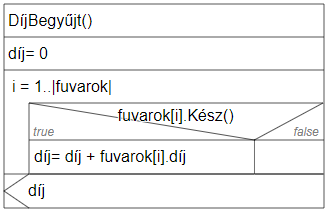 DíjBegyűjt()
díj= 0
i = 1..|fuvarok|
fuvarok[i].Kész()
true
false
díj= díj + fuvarok[i].díj
díj